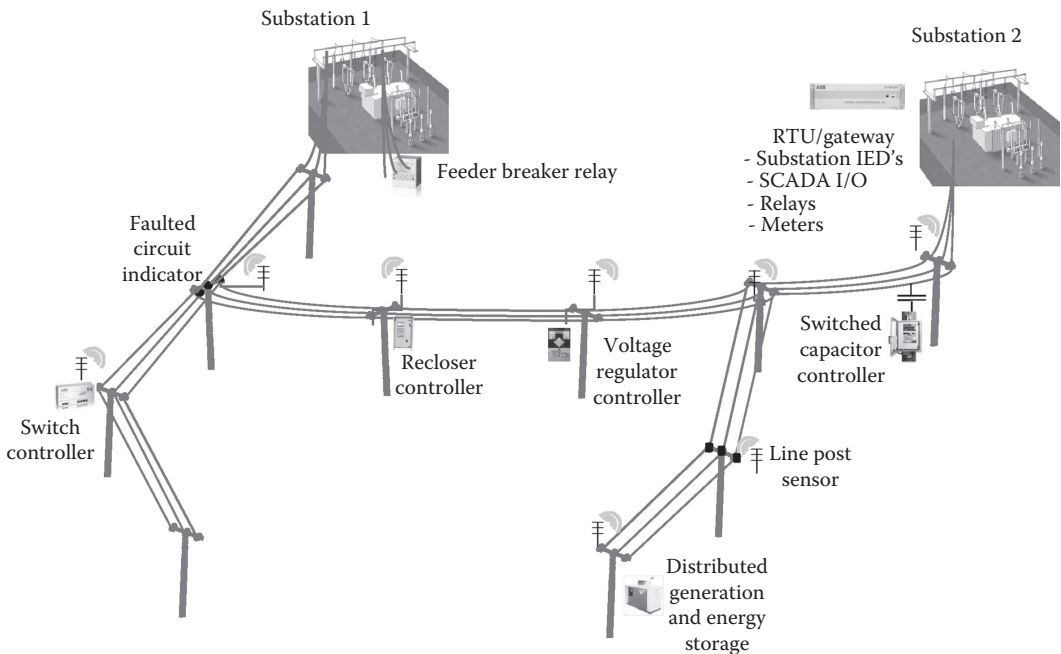 Substation 1
Substation 2
ABB
RTU/gateway
- Substation IED's
- SCADA I/O
- Relays
- Meters
Feeder breaker relay
Faulted
circuit
indicator
Recloser
controller
Voltage
regulator
controller
Switched
capacitor
controller
Switch
controller
Line post
sensor
Distributed
generation
and energy
storage